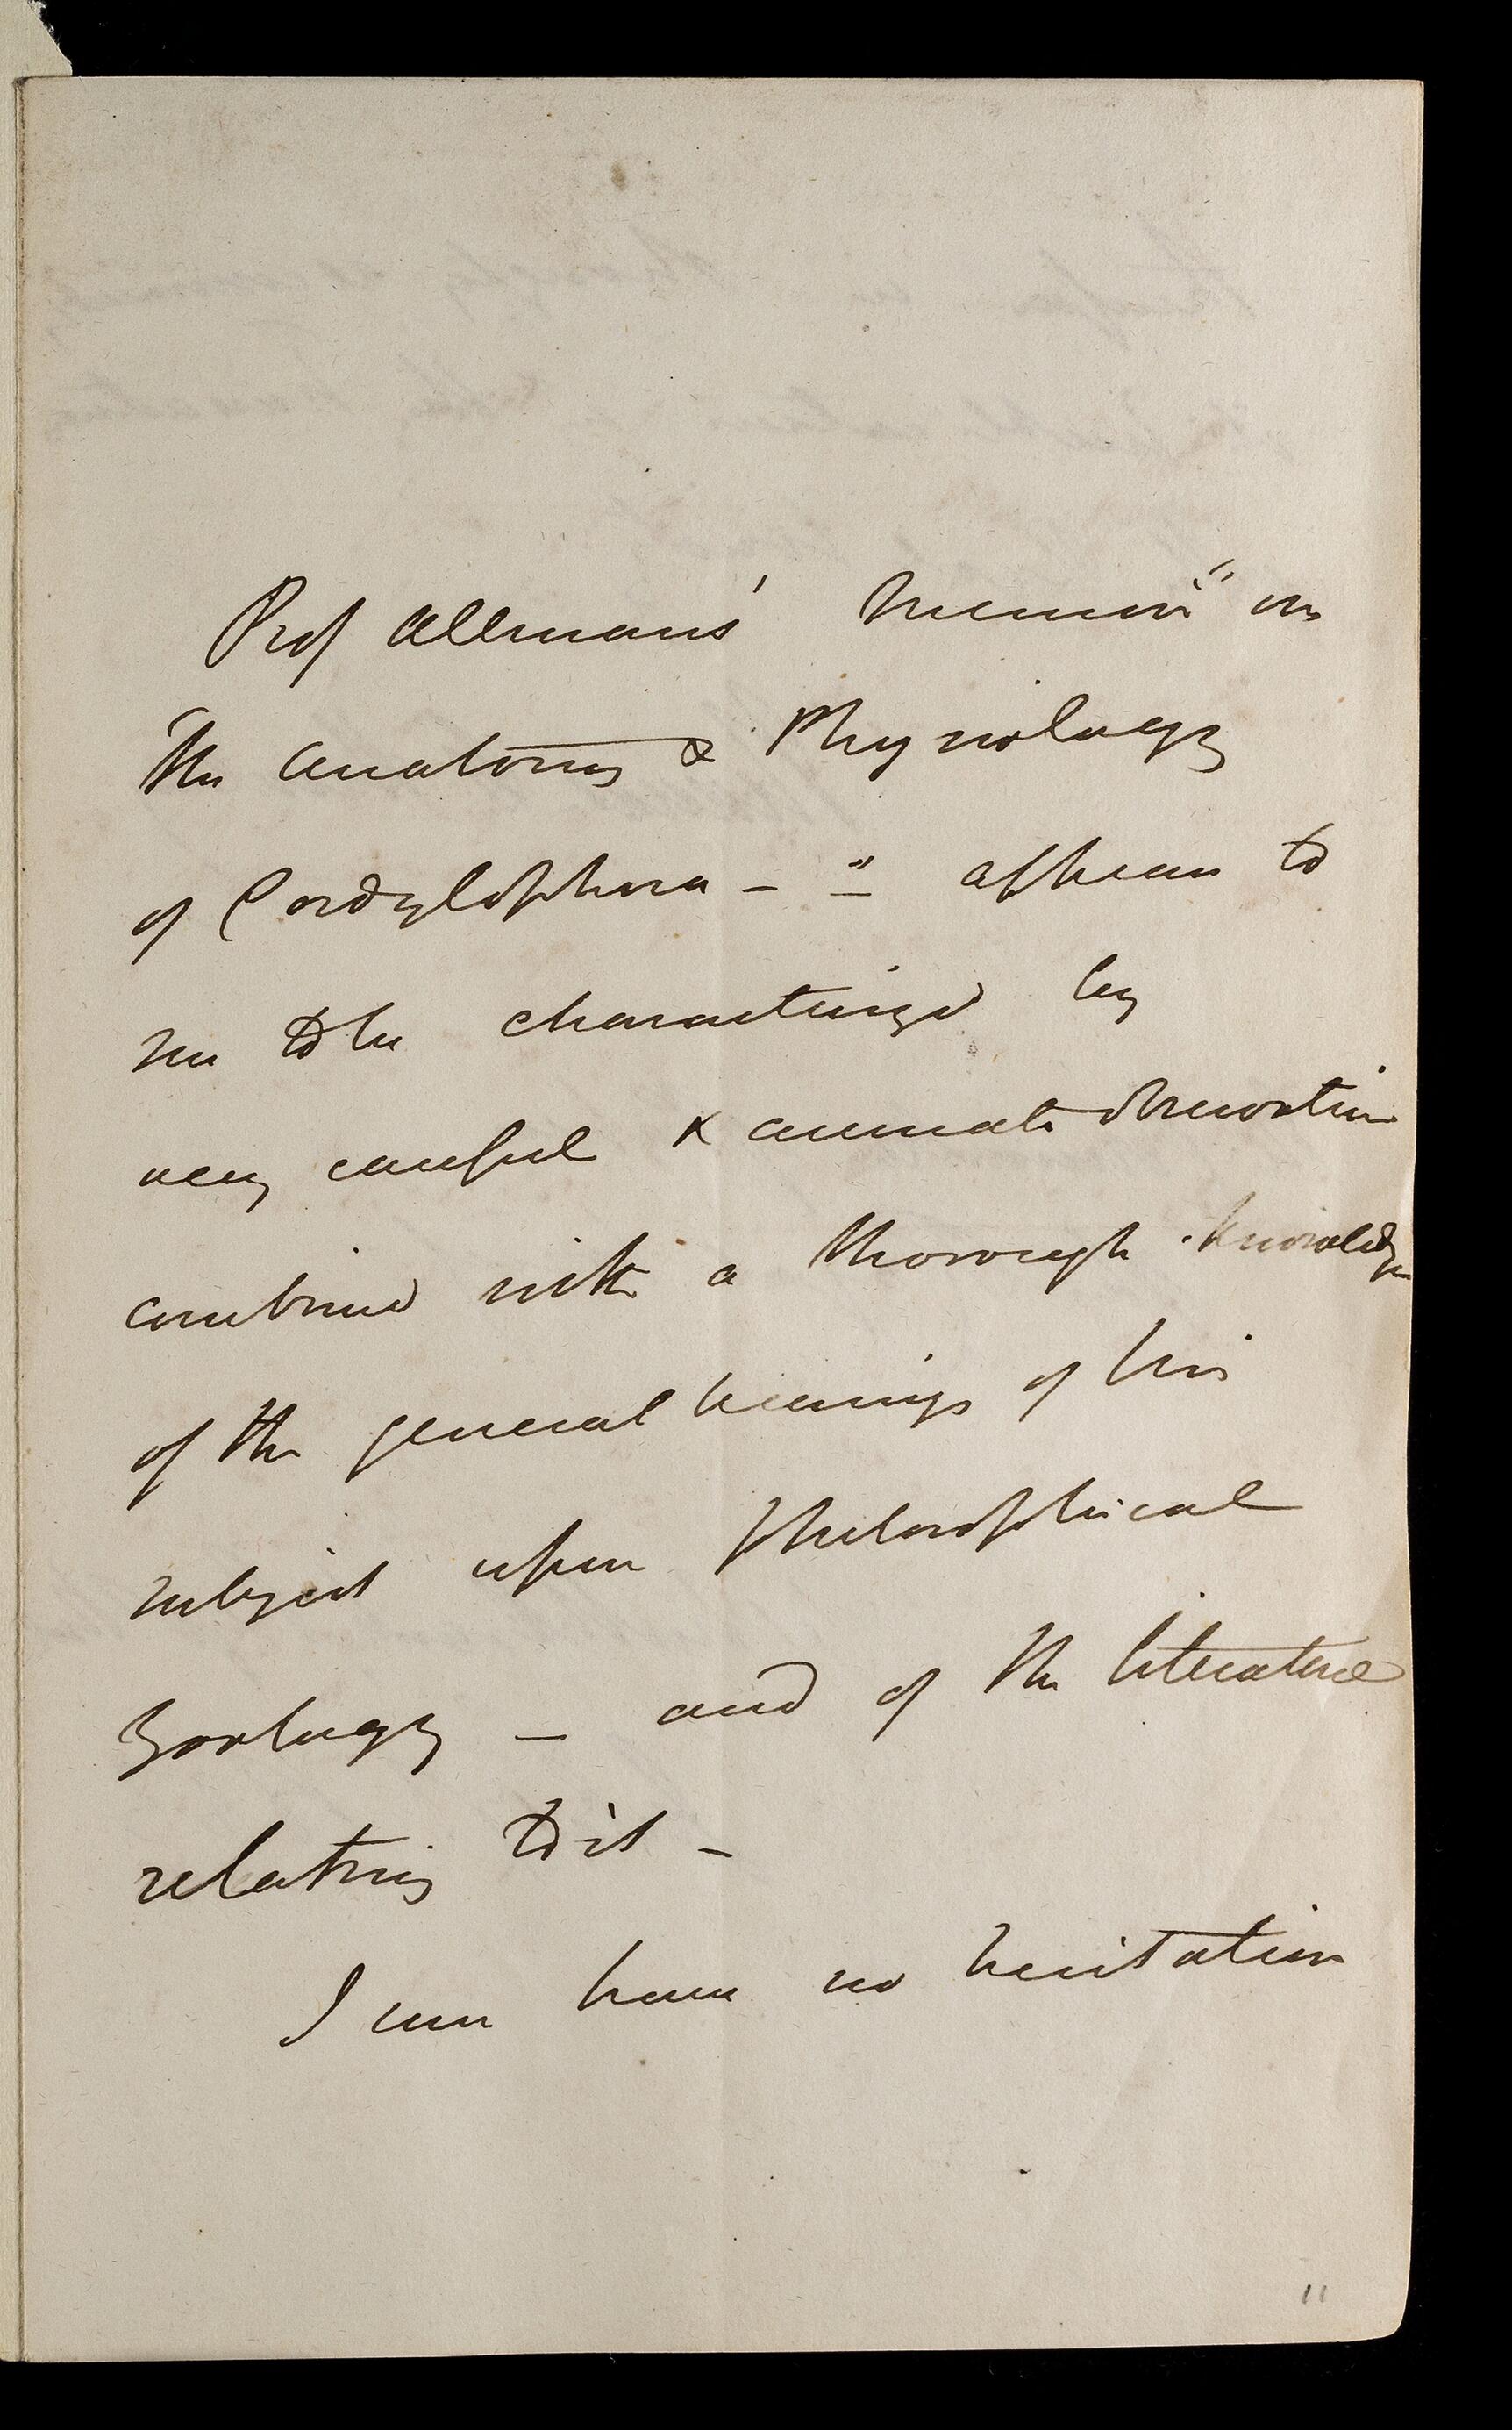 Prof Allman's Memoir "on
the Anatomy & Physiology
of Cordylophora - " appears to
me to be characterized by
very careful & accurate observation
combined with a thorough knowledge
of the general bearings of his
subject upon philosophical
Zoology - and of the literature
relating to it -
I can have no hesitation
11